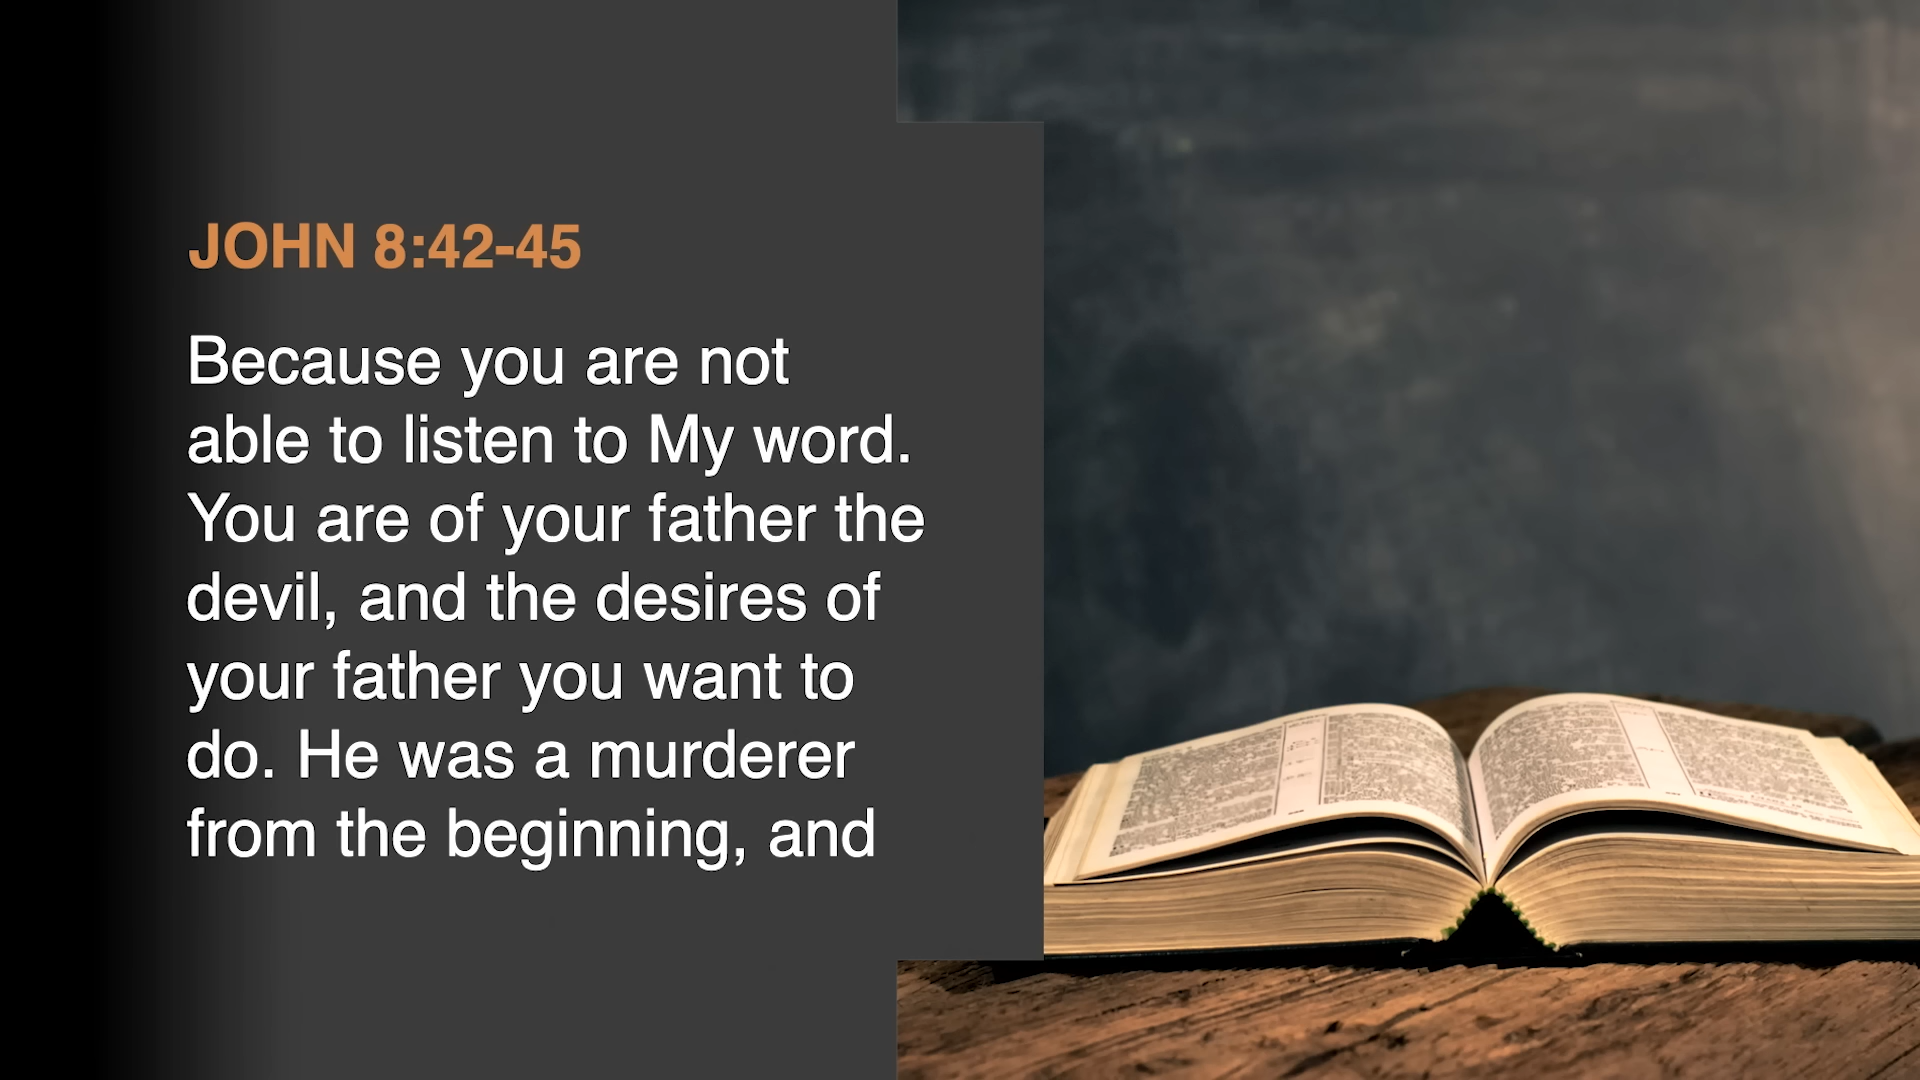 JOHN 8:42-45
Because you are not
able to listen to My word.
You are of your father the
devil, and the desires of
your father you want to
do. He was a murderer
from the beginning, and